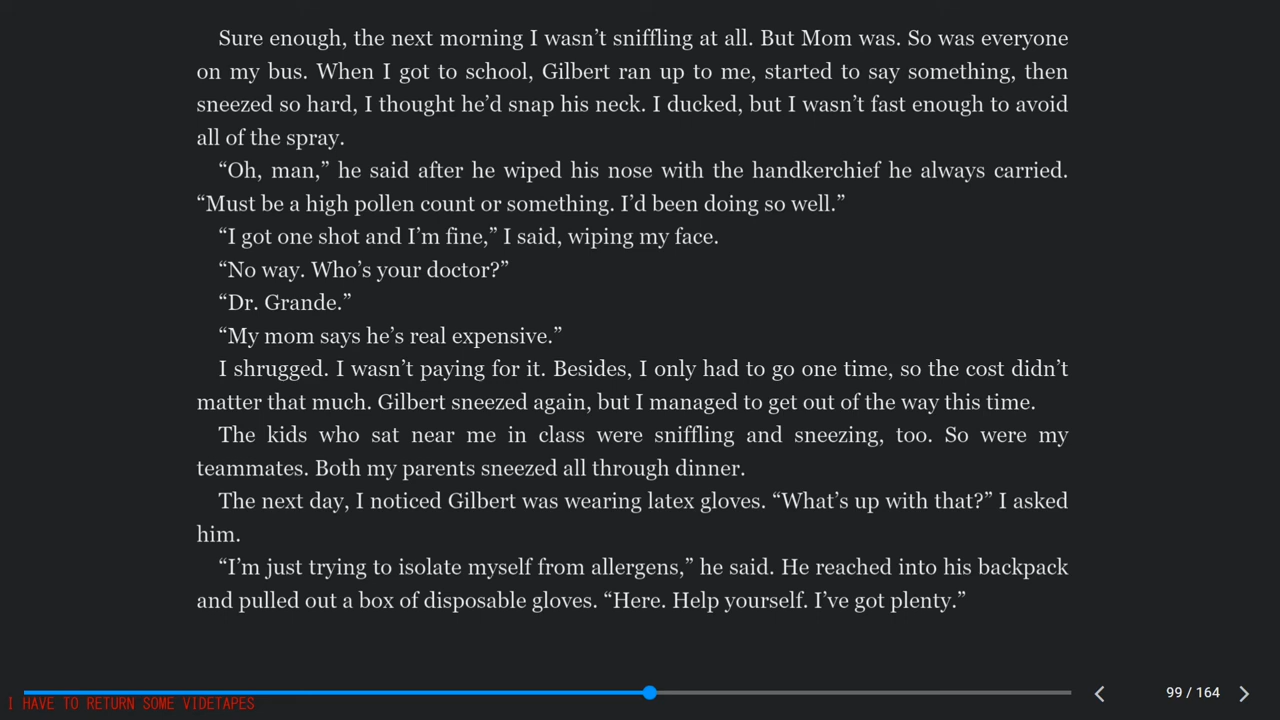 Sure enough, the next morning I wasn’t sniffling at all. But Mom was. So was everyone
on my bus. When I got to school, Gilbert ran up to me, started to say something, then
sneezed so hard, I thought he’d snap his neck. I ducked, but I wasn’t fast enough to avoid
all of the spray.
“Oh, man,” he said after he wiped his nose with the handkerchief he always carried.
“Must be a high pollen count or something. I’d been doing so well.”
“I got one shot and I’m fine,” I said, wiping my face.
“No way. Who’s your doctor?”
“Dr. Grande.”
“My mom says he’s real expensive.”
I shrugged. I wasn’t paying for it. Besides, I only had to go one time, so the cost didn’t
matter that much. Gilbert sneezed again, but I managed to get out of the way this time.
The kids who sat near me in class were sniffling and sneezing, too. So were my
teammates. Both my parents sneezed all through dinner.
The next day, I noticed Gilbert was wearing latex gloves. “What’s up with that?” I asked
him.
“I’m just trying to isolate myself from allergens,” he said. He reached into his backpack
and pulled out a box of disposable gloves. “Here. Help yourself. I’ve got plenty.”
99 / 164
I HAVE TO RETURN SOME VIDETAPES